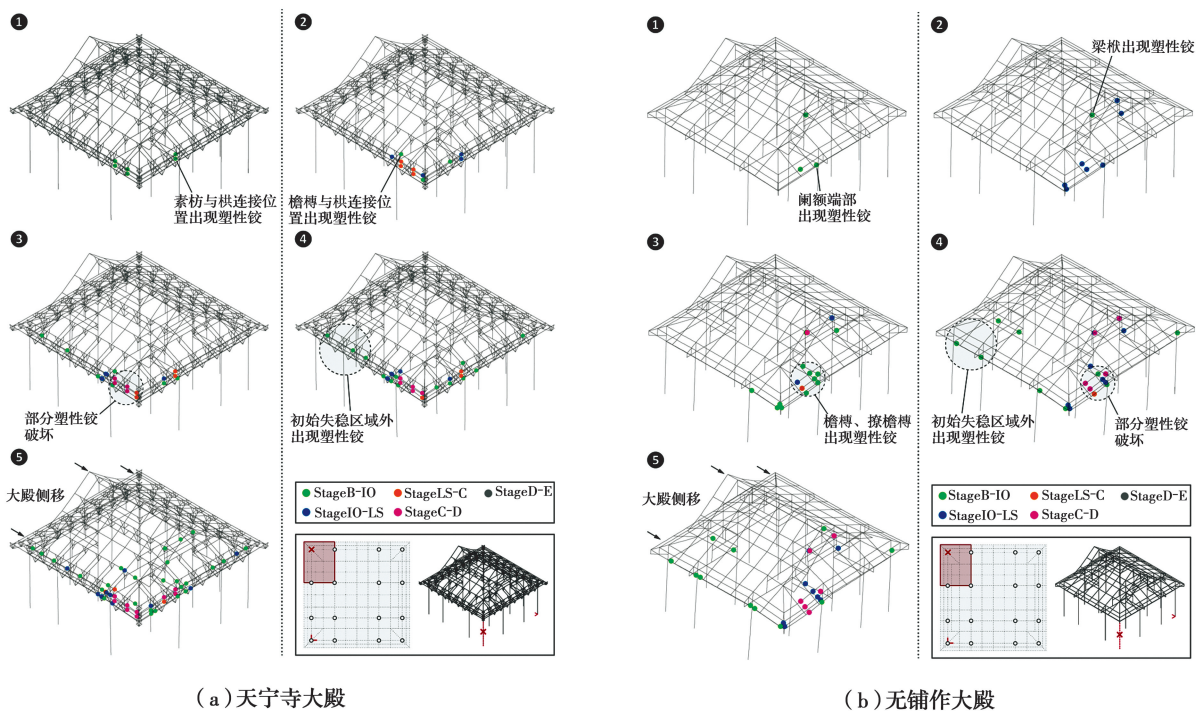 1
2
素枋与栱连接位
置出现塑性铰
檐槫与栱连接位
置出现塑性铰
3
4
部分塑性铰
破坏
初始失稳区域外
出现塑性铰
5
大殿侧移
StageB-IO
StageLS-C
StageD-E
StageIO-LS
StageC-D
(a)天宁寺大殿
1
2
阑额端部
出现塑性铰
梁栿出现塑性铰
3
4
檐槫、撩檐槫
出现塑性铰
初始失稳区域外
出现塑性铰
部分塑性铰
破坏
5
大殿侧移
StageB-IO
StageLS-C
StageD-E
StageIO-LS
StageC-D
(b)无铺作大殿